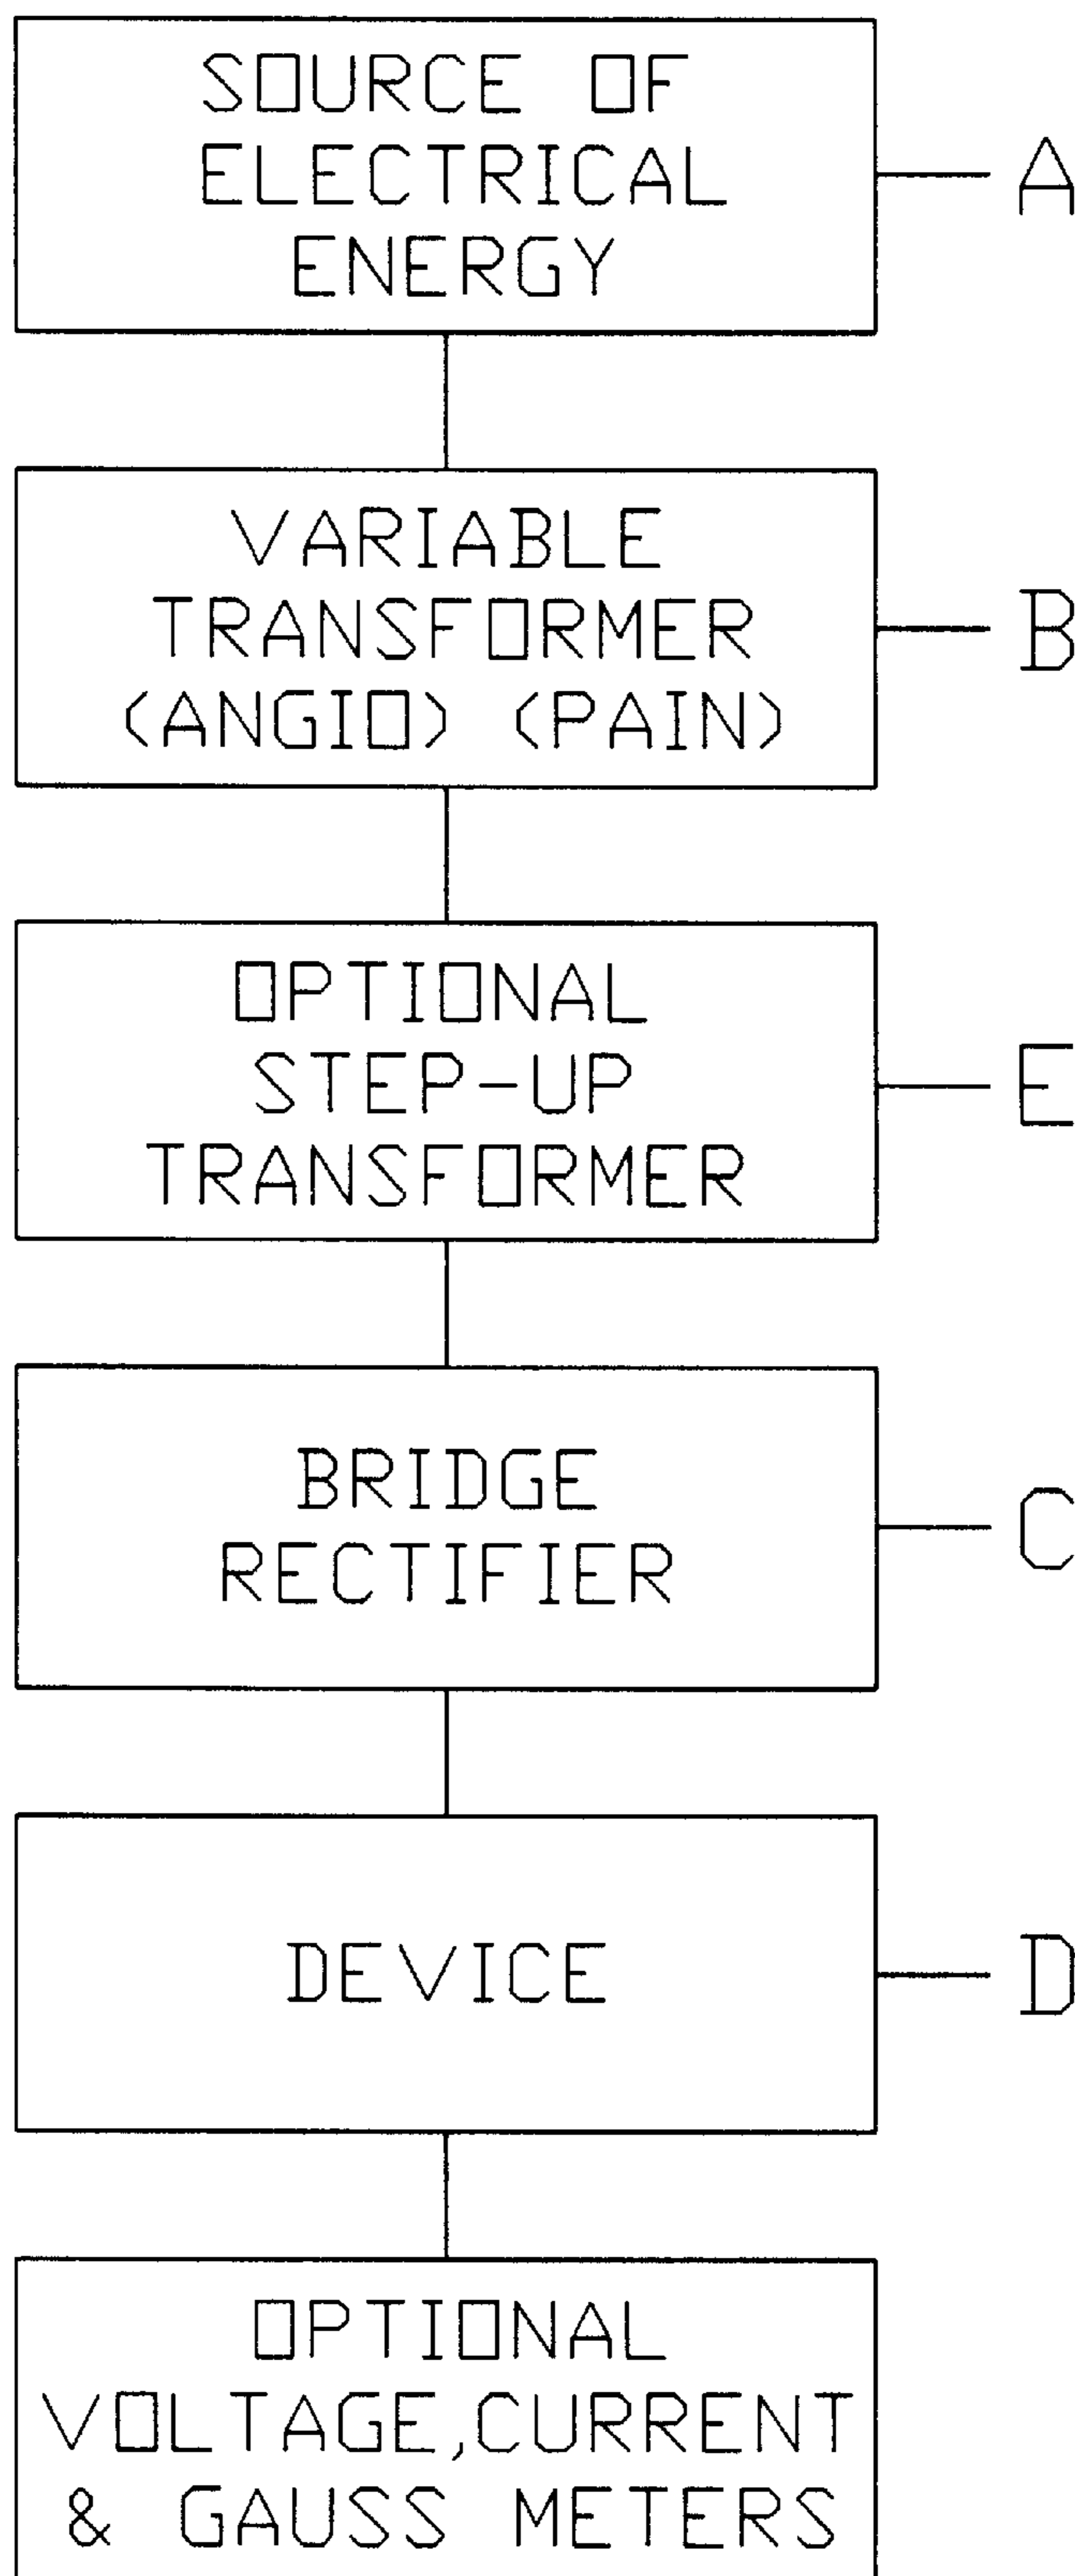 SOURCE OF
ELECTRICAL
ENERGY
A
VARIABLE
TRANSFORMER
(ANGIO) (PAIN)
B
OPTIONAL
STEP-UP
TRANSFORMER
E
BRIDGE
RECTIFIER
C
DEVICE
D
OPTIONAL
VOLTAGE,CURRENT
& GAUSS METERS